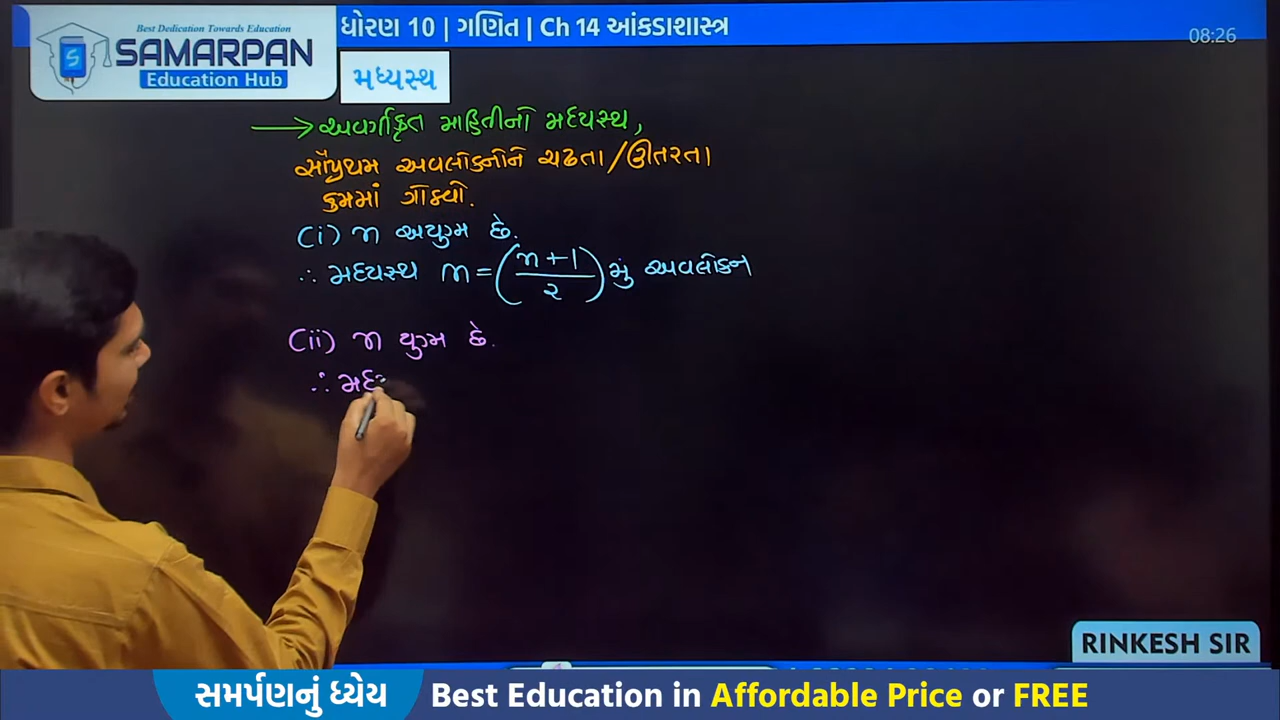 Best Dedication Towards Education
SAMARPAN
Education Hub
ધોરણ 10 | ગણિત | Ch 14 આંકડાશાસ્ત્ર
08:26
મધ્યસ્થ
→ અવર્ગીકૃત માહિતીનો મધ્યસ્થ,
સૌપ્રથમ અવલોકનોને ચઢતા/ઊતરતા
ક્રમમાં ગોઠવો.
(i) n અયુગ્મ છે.
∴ મધ્યસ્થ M = (n+1/2) મું અવલોકન
(ii) n યુગ્મ છે.
∴ મધ્ય
RINKESH SIR
સમર્પણનું ધ્યેય
Best Education in Affordable Price or FREE